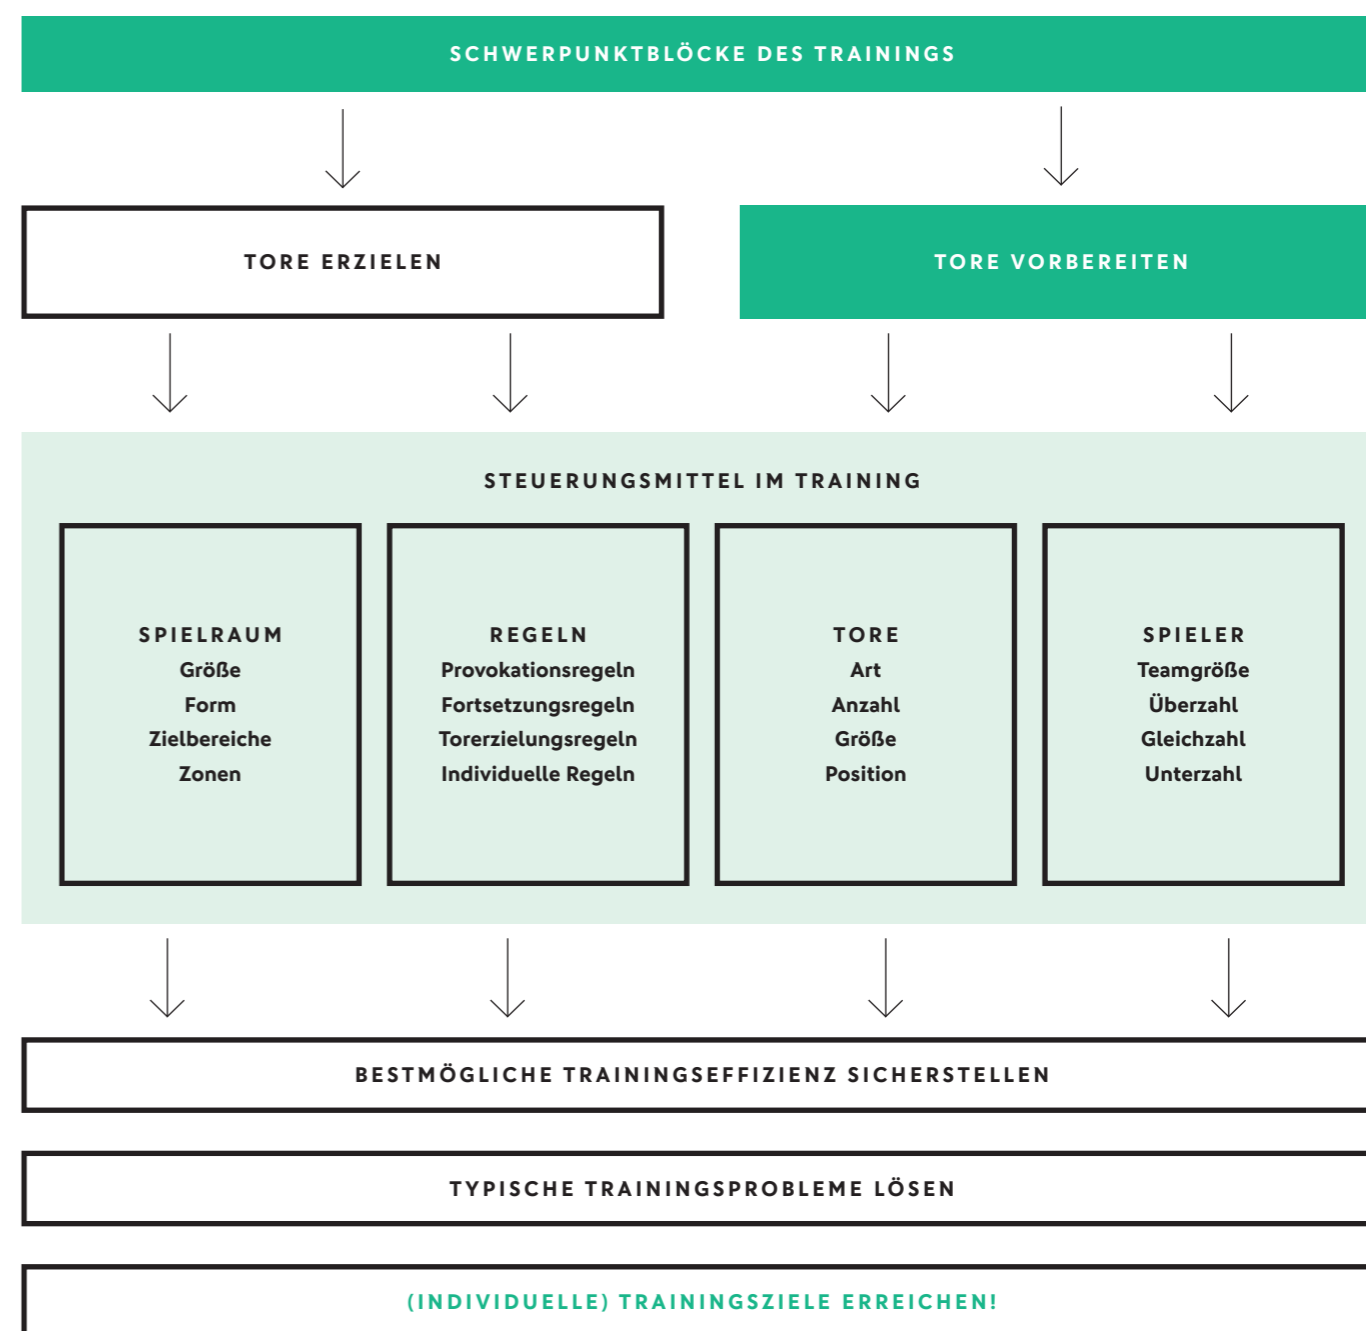 SCHWERPUNKTBLÖCKE DES TRAININGS
TORE ERZIELEN
TORE VORBEREITEN
STEUERUNGSMITTEL IM TRAINING
SPIELRAUM
Größe
Form
Zielbereiche
Zonen
REGELN
Provokationsregeln
Fortsetzungsregeln
Torerzielungsregeln
Individuelle Regeln
TORE
Art
Anzahl
Größe
Position
SPIELER
Teamgröße
Überzahl
Gleichzahl
Unterzahl
BESTMÖGLICHE TRAININGSEFFIZIENZ SICHERSTELLEN
TYPISCHE TRAININGSPROBLEME LÖSEN
(INDIVIDUELLE) TRAININGSZIELE ERREICHEN!